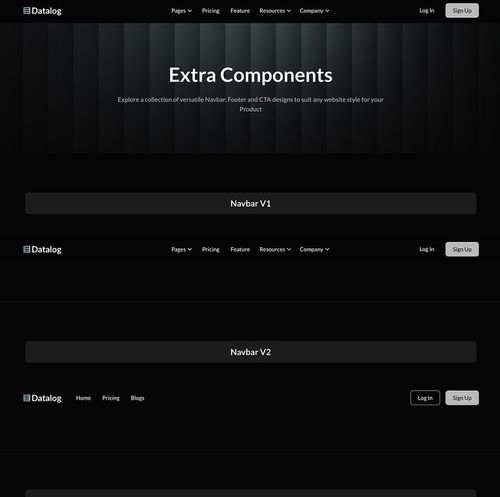 Datalog Pages Pricing Feature Resources Company Log In Sign Up
Extra Components
Explore a collection of versatile Navbar, Footer and CTA designs to suit any website style for your
Product
Navbar V1
Datalog Pages Pricing Feature Resources Company Log In Sign Up
Navbar V2
Datalog Home Pricing Blogs Log In Sign Up